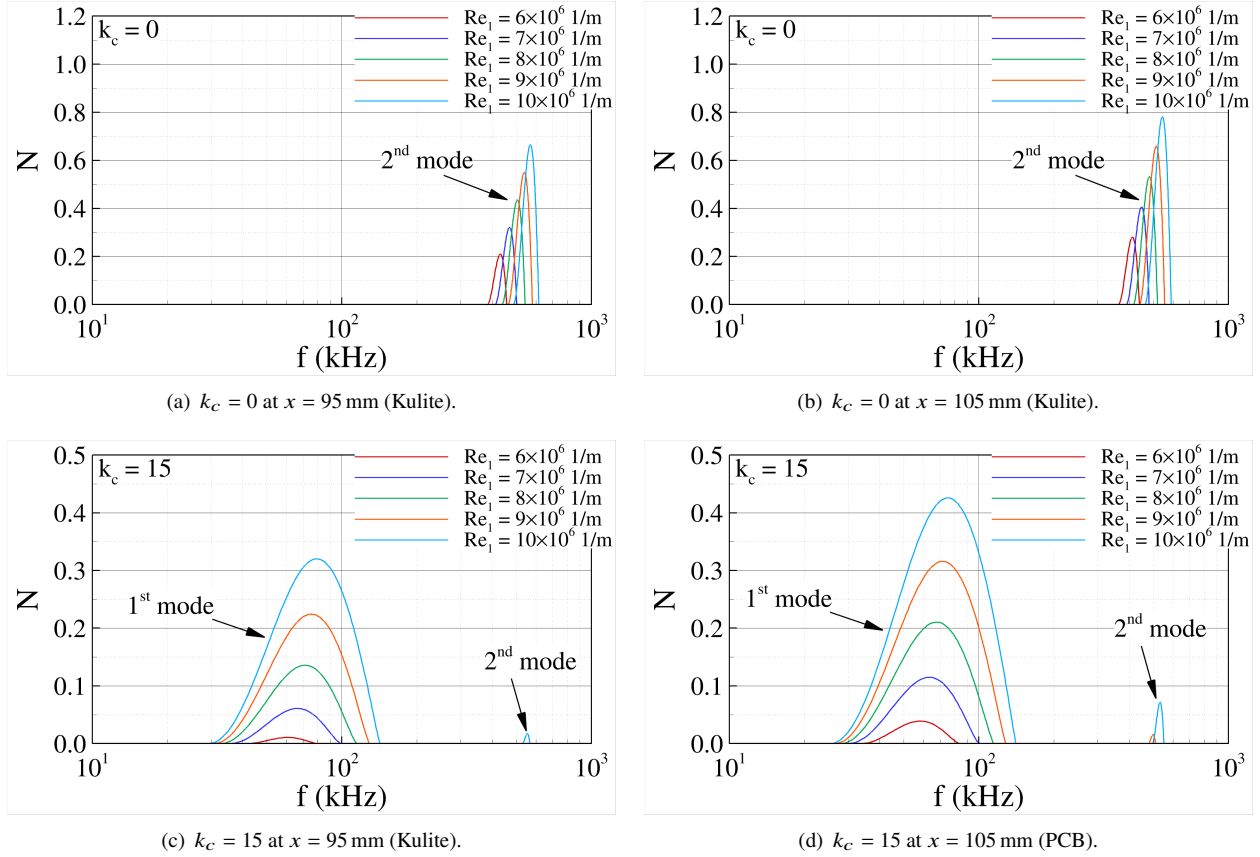 k_c = 0
Re_1 = 6×10^6 1/m
Re_1 = 7×10^6 1/m
Re_1 = 8×10^6 1/m
Re_1 = 9×10^6 1/m
Re_1 = 10×10^6 1/m
1.2
1.0
0.8
0.6
0.4
0.2
0.0
N
2^nd mode
10^1
10^2
10^3
f (kHz)
(a) k_c = 0 at x = 95 mm (Kulite).
k_c = 0
Re_1 = 6×10^6 1/m
Re_1 = 7×10^6 1/m
Re_1 = 8×10^6 1/m
Re_1 = 9×10^6 1/m
Re_1 = 10×10^6 1/m
1.2
1.0
0.8
0.6
0.4
0.2
0.0
N
2^nd mode
10^1
10^2
10^3
f (kHz)
(b) k_c = 0 at x = 105 mm (Kulite).
k_c = 15
Re_1 = 6×10^6 1/m
Re_1 = 7×10^6 1/m
Re_1 = 8×10^6 1/m
Re_1 = 9×10^6 1/m
Re_1 = 10×10^6 1/m
0.5
0.4
0.3
0.2
0.1
0.0
N
1^st mode
2^nd mode
10^1
10^2
10^3
f (kHz)
(c) k_c = 15 at x = 95 mm (Kulite).
k_c = 15
Re_1 = 6×10^6 1/m
Re_1 = 7×10^6 1/m
Re_1 = 8×10^6 1/m
Re_1 = 9×10^6 1/m
Re_1 = 10×10^6 1/m
0.5
0.4
0.3
0.2
0.1
0.0
N
1^st mode
2^nd mode
10^1
10^2
10^3
f (kHz)
(d) k_c = 15 at x = 105 mm (PCB).